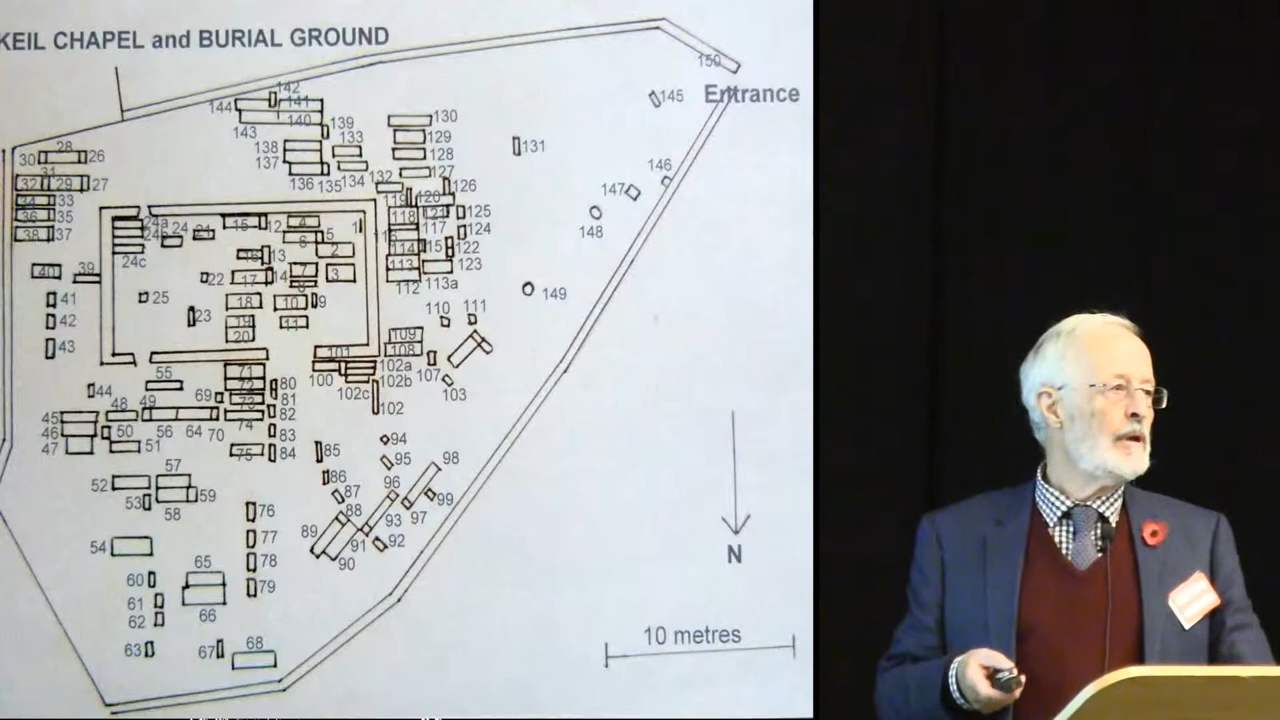 KEIL CHAPEL and BURIAL GROUND
150
Entrance
142
144 141 145
143 140 130
139
138 133 129
137 128 131
28
30 26
31
32 29 27
136 135 134 132 127
146
147
34 33
36 35
38 37
119 120 126
118 121 125
117 124
148
24a 24 21 15 12 4 1
6 5
2
24c 16 13
114 15 122
113 123
40 39 22 17 14 7 3
8 112 113a
41 25 18 10 9 149
42 23 19 11 110 111
43 20 109
101 108
71 100 102a 107
55 72 80 102b 103
44 69 73 81 102c
48 49 82 102
45 74
46 50 56 64 70 83 94
47 51 75 84 85 95
57 86 96 98
52 59 87 99
53 58 76 88 93 97
54 77 89 91 92
65 78 90
60 79
61 66
62
63 67 68
N
10 metres